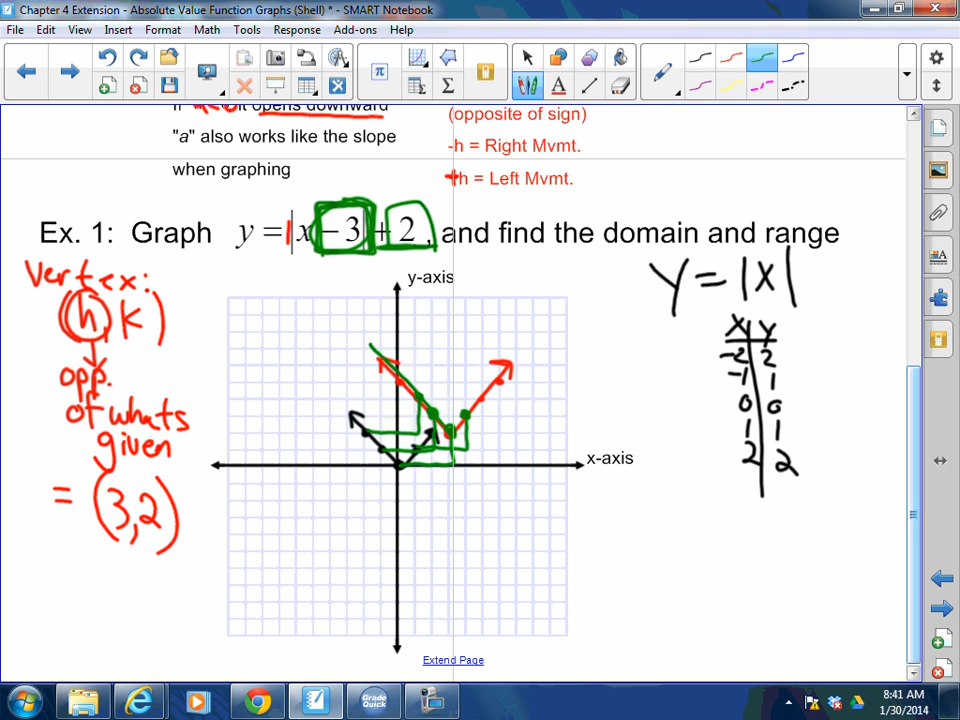 Chapter 4 Extension - Absolute Value Function Graphs (Shell) * - SMART Notebook
File Edit View Insert Format Math Tools Response Add-ons Help
π Σ A
it opens downward
"a" also works like the slope
when graphing
(opposite of sign)
-h = Right Mvmt.
+h = Left Mvmt.
Ex. 1: Graph y = 1|x − 3| + 2, and find the domain and range
vertex:
(h, k)
opp.
of whats
given
= (3,2)
y-axis
x-axis
Y = |X|
X Y
-2 2
-1 1
0 0
1 1
2 2
Extend Page
Grade Quick
8:41 AM
1/30/2014